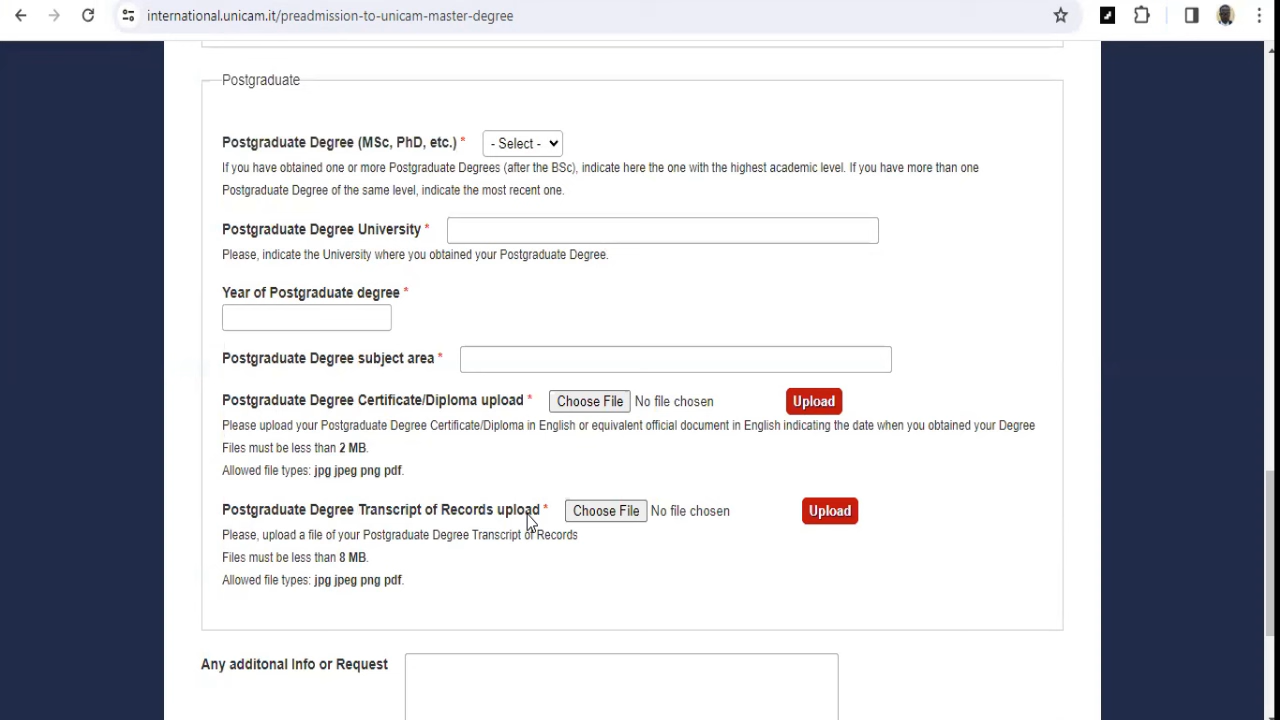 international.unicam.it/preadmission-to-unicam-master-degree
Postgraduate
Postgraduate Degree (MSc, PhD, etc.) * - Select -
If you have obtained one or more Postgraduate Degrees (after the BSc), indicate here the one with the highest academic level. If you have more than one
Postgraduate Degree of the same level, indicate the most recent one.
Postgraduate Degree University *
Please, indicate the University where you obtained your Postgraduate Degree.
Year of Postgraduate degree *
Postgraduate Degree subject area *
Postgraduate Degree Certificate/Diploma upload * Choose File No file chosen Upload
Please upload your Postgraduate Degree Certificate/Diploma in English or equivalent official document in English indicating the date when you obtained your Degree
Files must be less than 2 MB.
Allowed file types: jpg jpeg png pdf.
Postgraduate Degree Transcript of Records upload * Choose File No file chosen Upload
Please, upload a file of your Postgraduate Degree Transcript of Records
Files must be less than 8 MB.
Allowed file types: jpg jpeg png pdf.
Any additonal Info or Request